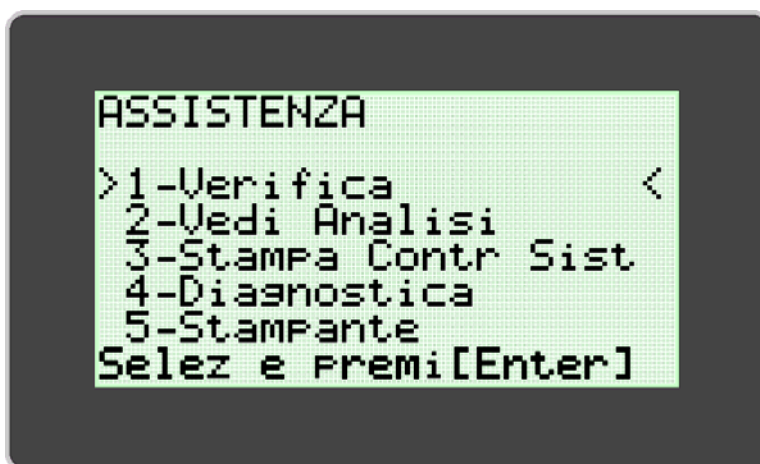 ASSISTENZA
>1-Verifica <
2-Vedi Analisi
3-Stampa Contr Sist
4-Diagnostica
5-Stampante
Selez e premi[Enter]